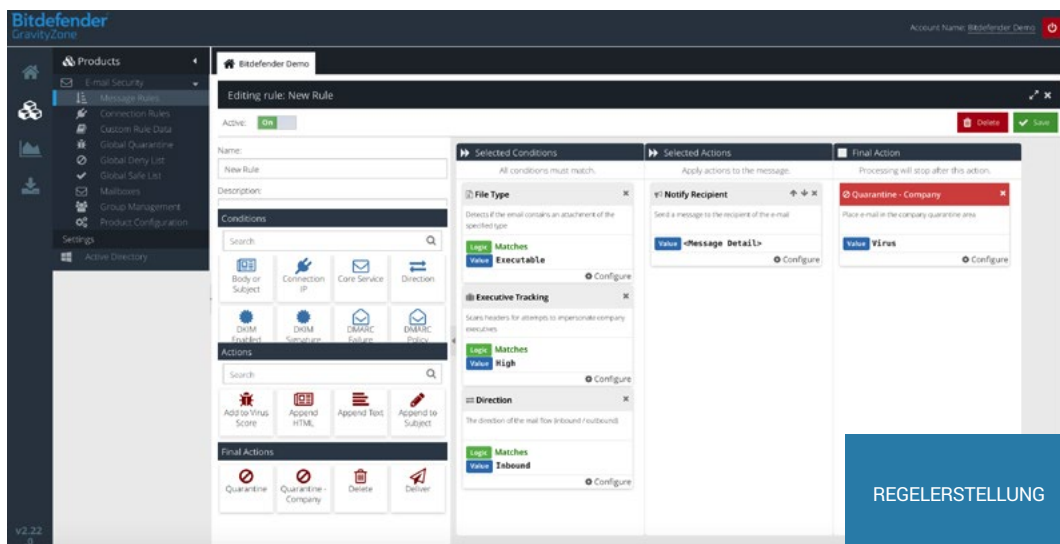 Bitdefender
GravityZone
Account Name: Bitdefender Demo
Products
E-mail Security
Message Rules
Connection Rules
Custom Rule Data
Global Quarantine
Global Deny List
Global Safe List
Mailboxes
Group Management
Product Configuration
Settings
Active Directory
v2.22
0
Bitdefender Demo
Editing rule: New Rule
Active: On
Delete
Save
Name:
New Rule
Description:
Conditions
Search
Body or Subject
Connection IP
Core Service
Direction
DKIM Enabled
DKIM Signature
DMARC Failure
DMARC Policy
Actions
Search
Add to Virus Score
Append HTML
Append Text
Append to Subject
Final Actions
Quarantine
Quarantine - Company
Delete
Deliver
Selected Conditions
All conditions must match.
File Type
Detects if the email contains an attachment of the
specified type
Logic Matches
Value Executable
Configure
Executive Tracking
Scans headers for attempts to impersonate company
executives
Logic Matches
Value High
Configure
Direction
The direction of the mail flow (inbound / outbound)
Logic Matches
Value Inbound
Configure
Selected Actions
Apply actions to the message.
Notify Recipient
Send a message to the recipient of the e-mail
Value <Message Detail>
Configure
Final Action
Processing will stop after this action.
Quarantine - Company
Place e-mail in the company quarantine area
Value Virus
Configure
REGELERSTELLUNG